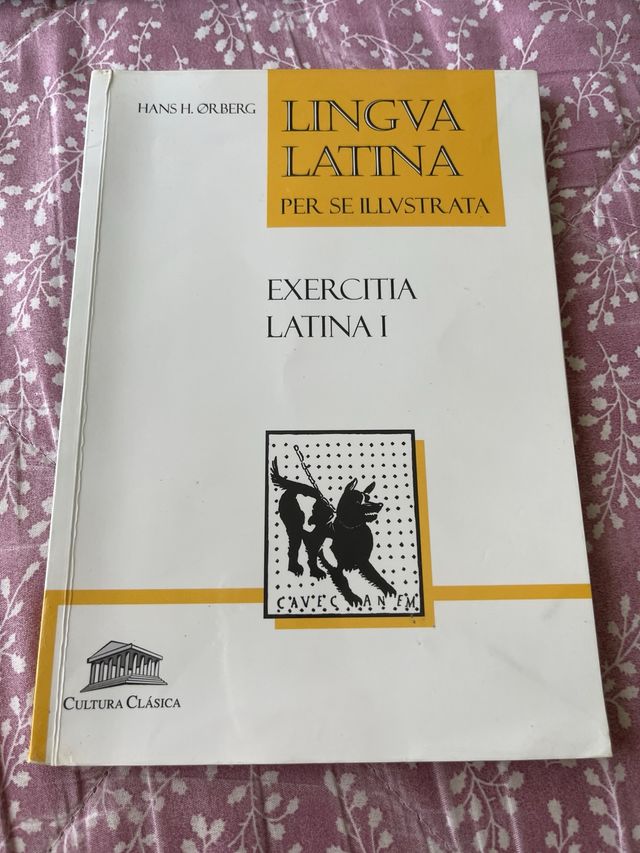 HANS H. ØRBERG
LINGVA
LATINA
PER SE ILLVSTRATA
EXERCITIA
LATINA I
CAVE CANEM
CULTURA CLÁSICA